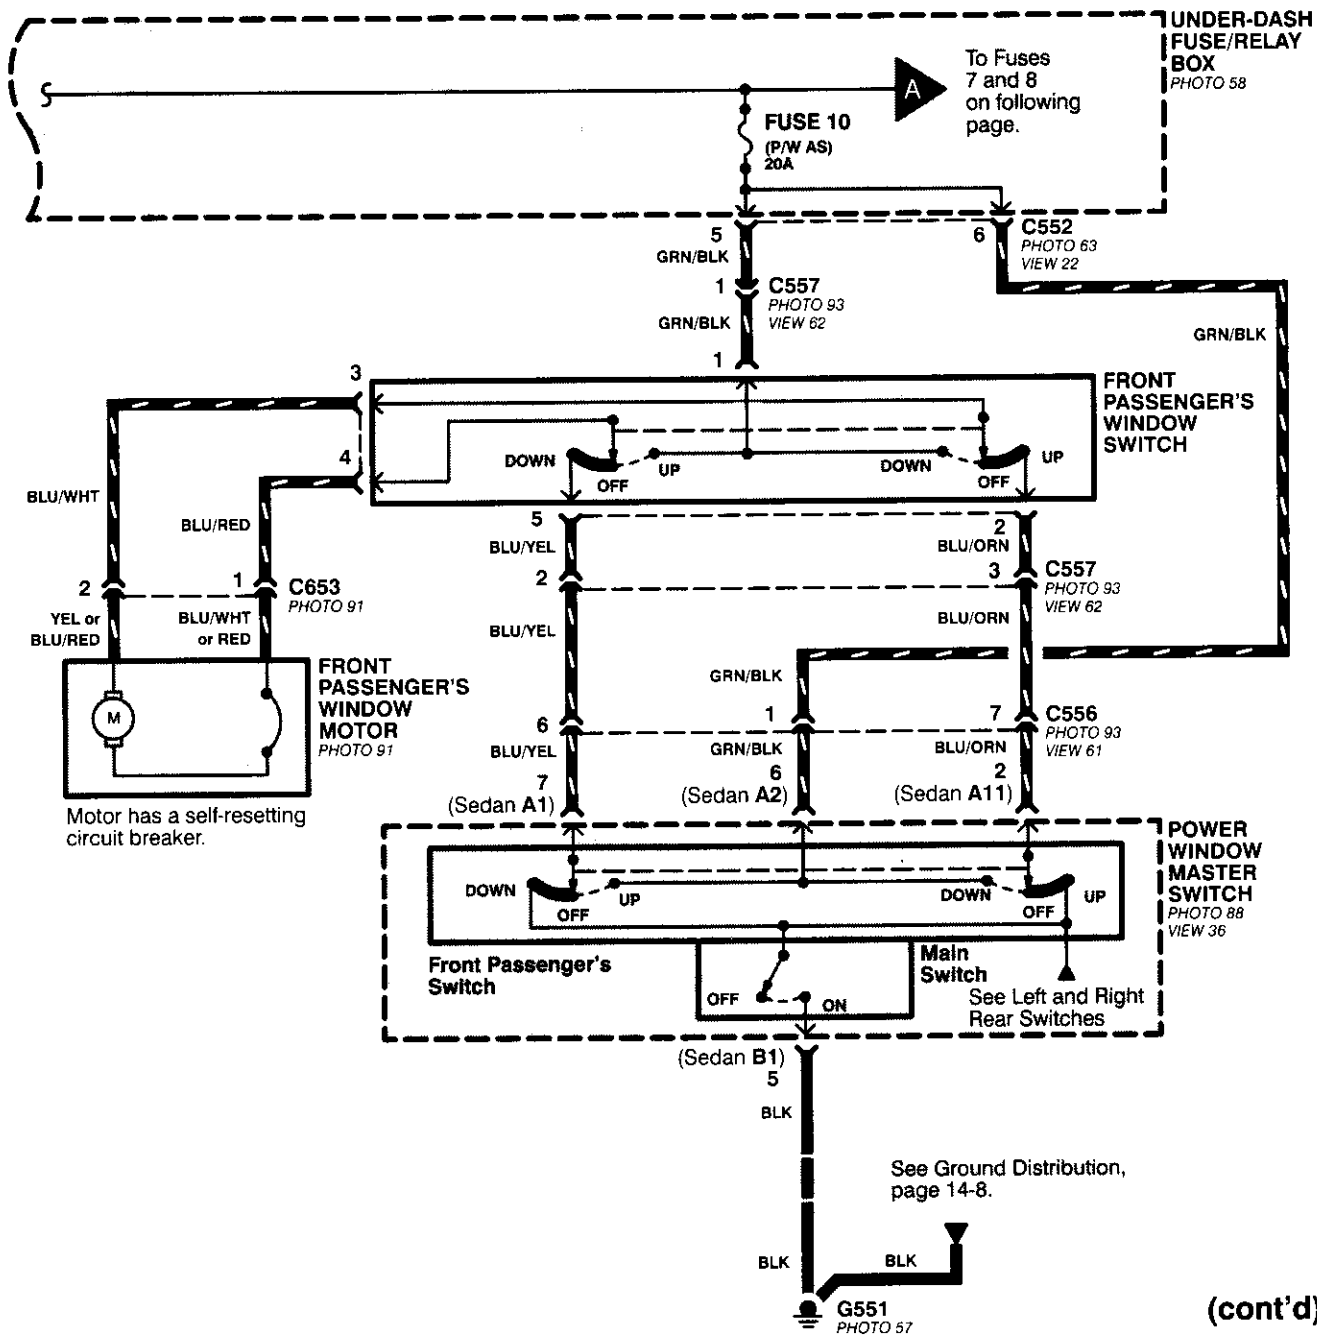 UNDER-DASH
FUSE/RELAY
BOX
PHOTO 58
To Fuses
7 and 8
on following
page.
A
FUSE 10
(P/W AS)
20A
5
6
C552
PHOTO 63
VIEW 22
GRN/BLK
1
C557
PHOTO 93
VIEW 62
GRN/BLK
GRN/BLK
1
3
FRONT
PASSENGER'S
WINDOW
SWITCH
4
DOWN
OFF
UP
DOWN
OFF
UP
BLU/WHT
BLU/RED
5
BLU/YEL
2
BLU/ORN
2
1
C653
PHOTO 91
2
3
C557
PHOTO 93
VIEW 62
YEL or
BLU/RED
BLU/WHT
or RED
BLU/YEL
BLU/ORN
FRONT
PASSENGER'S
WINDOW
MOTOR
PHOTO 91
M
GRN/BLK
6
1
7
C556
PHOTO 93
VIEW 61
BLU/YEL
GRN/BLK
BLU/ORN
7
(Sedan A1)
6
(Sedan A2)
2
(Sedan A11)
Motor has a self-resetting
circuit breaker.
POWER
WINDOW
MASTER
SWITCH
PHOTO 88
VIEW 36
DOWN
OFF
UP
DOWN
OFF
UP
Front Passenger's
Switch
Main
Switch
OFF
ON
See Left and Right
Rear Switches
(Sedan B1)
5
BLK
See Ground Distribution,
page 14-8.
BLK
BLK
G551
PHOTO 57
(cont'd)